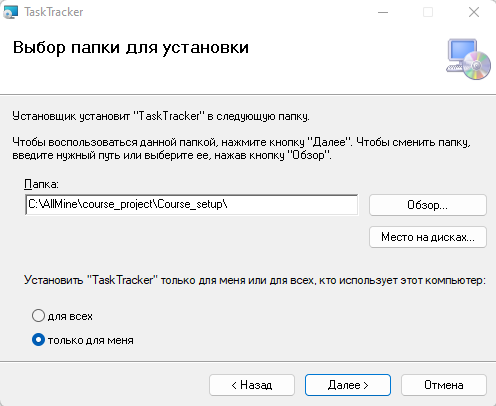 TaskTracker
Выбор папки для установки
Установщик установит "TaskTracker" в следующую папку.
Чтобы воспользоваться данной папкой, нажмите кнопку "Далее". Чтобы сменить папку,
введите нужный путь или выберите ее, нажав кнопку "Обзор".
Папка:
C:\AllMine\course_project\Course_setup\
Обзор...
Место на дисках...
Установить "TaskTracker" только для меня или для всех, кто использует этот компьютер:
для всех
только для меня
< Назад
Далее >
Отмена